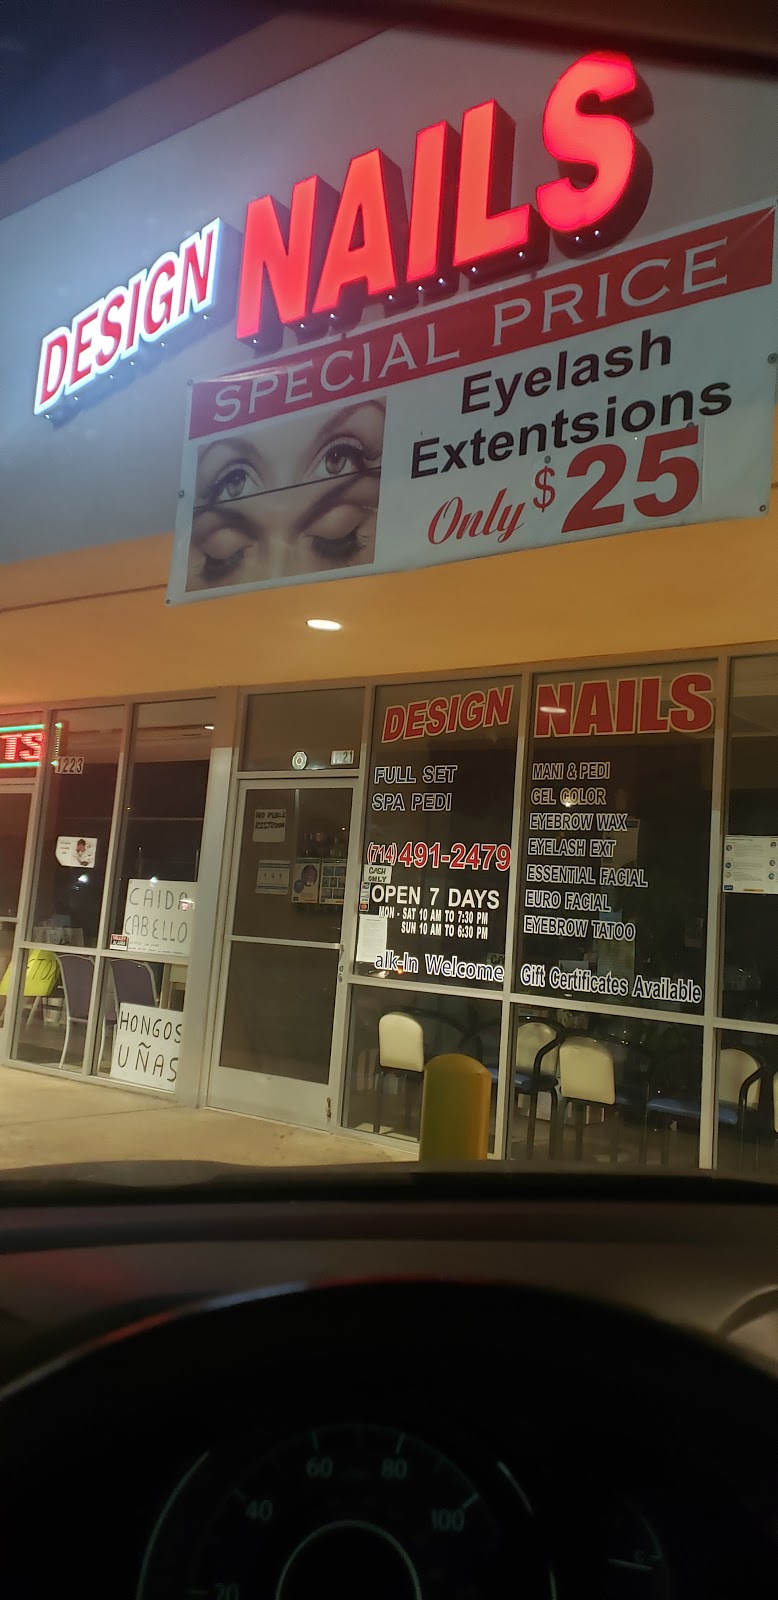 DESIGN NAILS
SPECIAL PRICE
Eyelash
Extentsions
Only $25
TS
1223
DESIGN NAILS
FULL SET
SPA PEDI
(714) 491-2479
CASH
ONLY
OPEN 7 DAYS
MON - SAT 10 AM TO 7:30 PM
SUN 10 AM TO 6:30 PM
alk-In Welcome
MANI & PEDI
GEL COLOR
EYEBROW WAX
EYELASH EXT
ESSENTIAL FACIAL
EURO FACIAL
EYEBROW TATOO
Gift Certificates Available
NO PUBLIC
RESTROOM
CAIDA
CABELLO
HONGOS
UÑAS
20
40
60
80
100